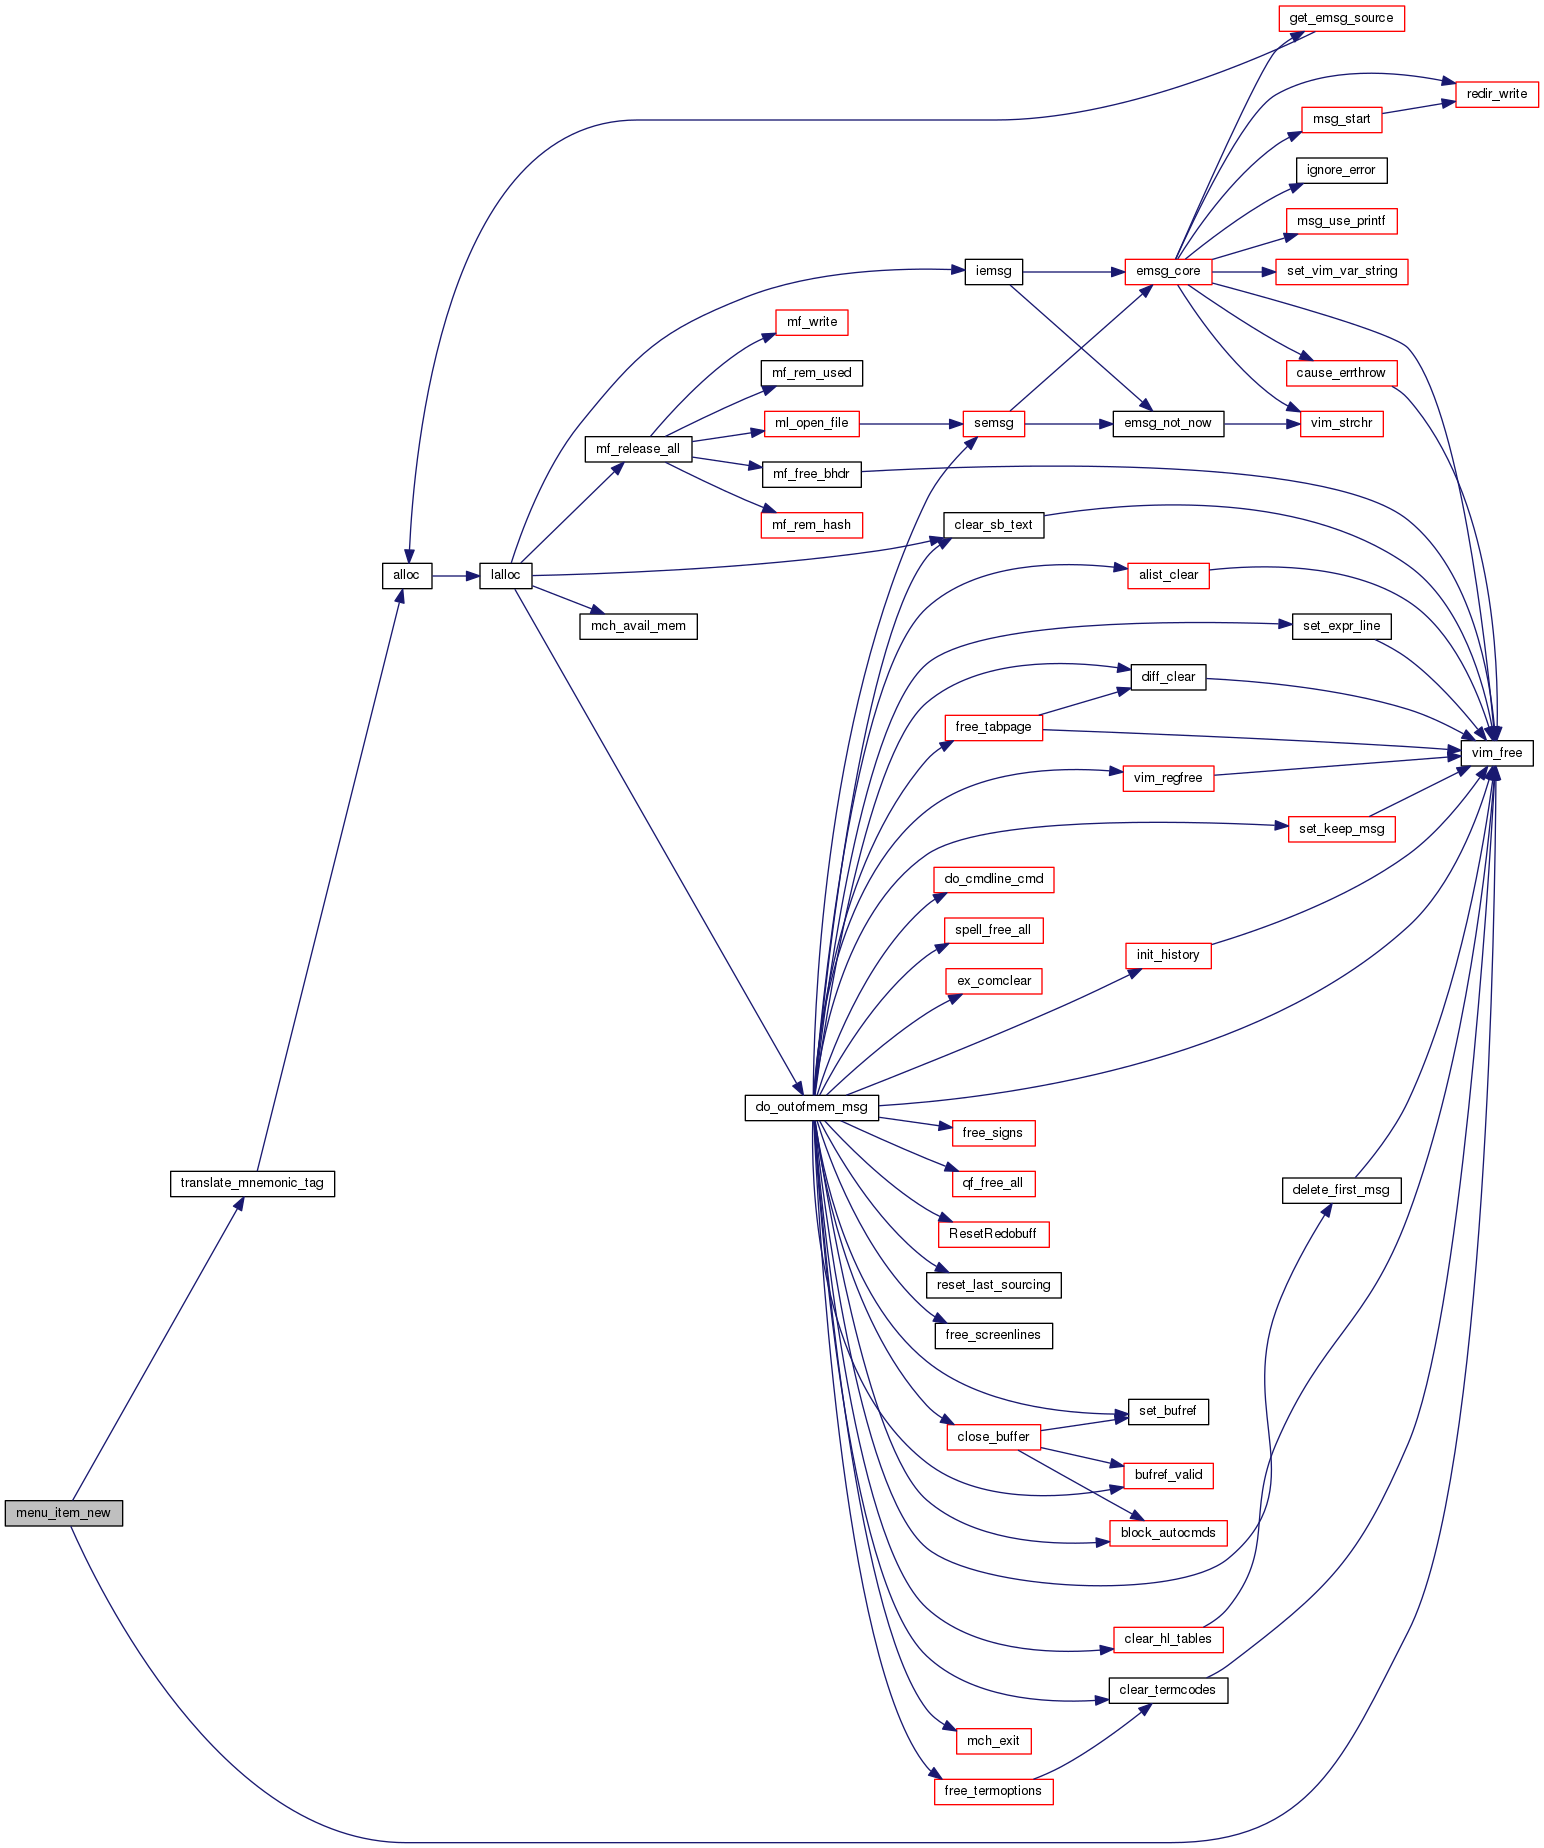 get_emsg_source
redir_write
msg_start
ignore_error
msg_use_printf
iemsg
emsg_core
set_vim_var_string
mf_write
mf_rem_used
cause_errthrow
ml_open_file
semsg
emsg_not_now
vim_strchr
mf_release_all
mf_free_bhdr
mf_rem_hash
clear_sb_text
alloc
lalloc
alist_clear
mch_avail_mem
set_expr_line
diff_clear
free_tabpage
vim_free
vim_regfree
set_keep_msg
do_cmdline_cmd
spell_free_all
init_history
ex_comclear
do_outofmem_msg
free_signs
translate_mnemonic_tag
qf_free_all
delete_first_msg
ResetRedobuff
reset_last_sourcing
free_screenlines
set_bufref
close_buffer
bufref_valid
menu_item_new
block_autocmds
clear_hl_tables
clear_termcodes
mch_exit
free_termoptions